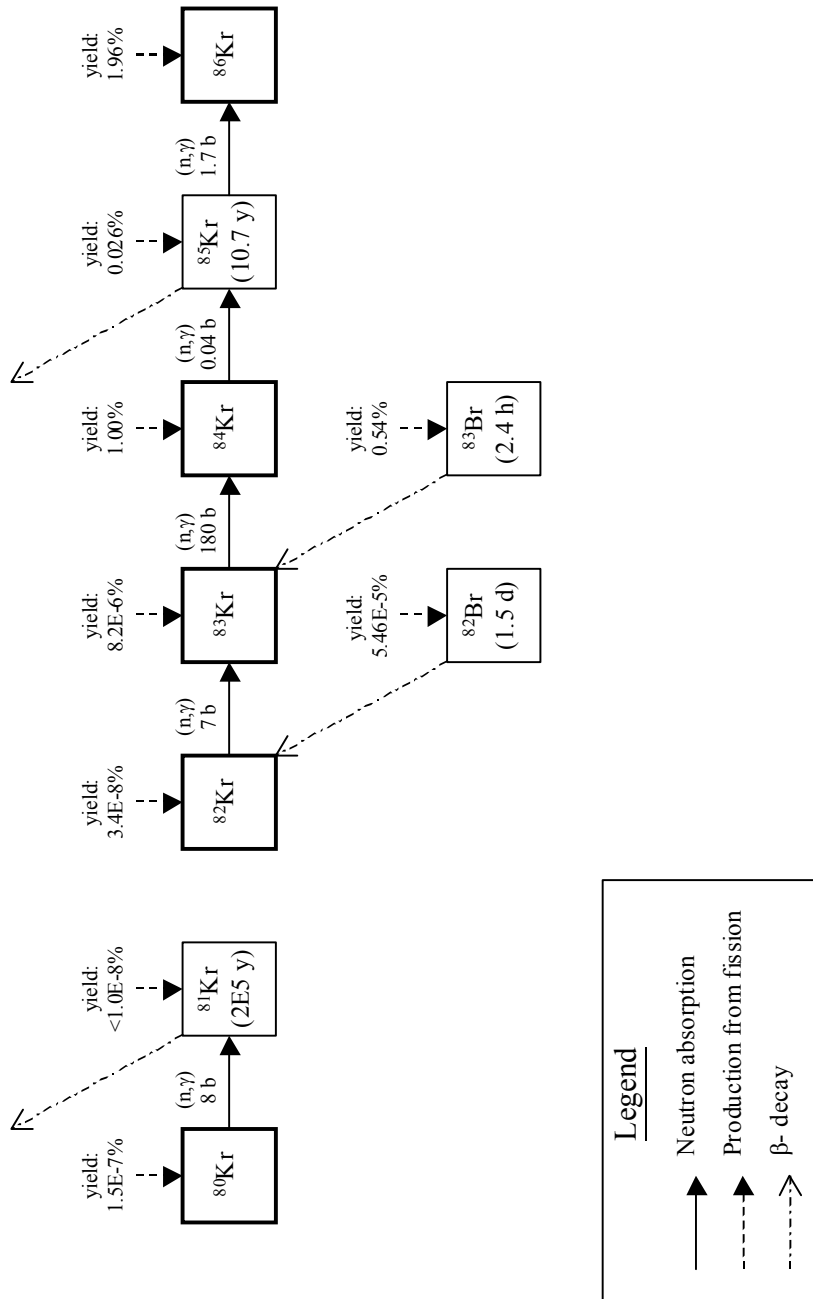 yield:
1.5E-7%
yield:
<1.0E-8%
yield:
3.4E-8%
yield:
8.2E-6%
yield:
1.00%
yield:
0.026%
yield:
1.96%
⁸⁰Kr
(n,γ)
8 b
⁸¹Kr
(2E5 y)
⁸²Kr
(n,γ)
7 b
⁸³Kr
(n,γ)
180 b
⁸⁴Kr
(n,γ)
0.04 b
⁸⁵Kr
(10.7 y)
(n,γ)
1.7 b
⁸⁶Kr
yield:
5.46E-5%
yield:
0.54%
⁸²Br
(1.5 d)
⁸³Br
(2.4 h)
Legend
Neutron absorption
Production from fission
β- decay